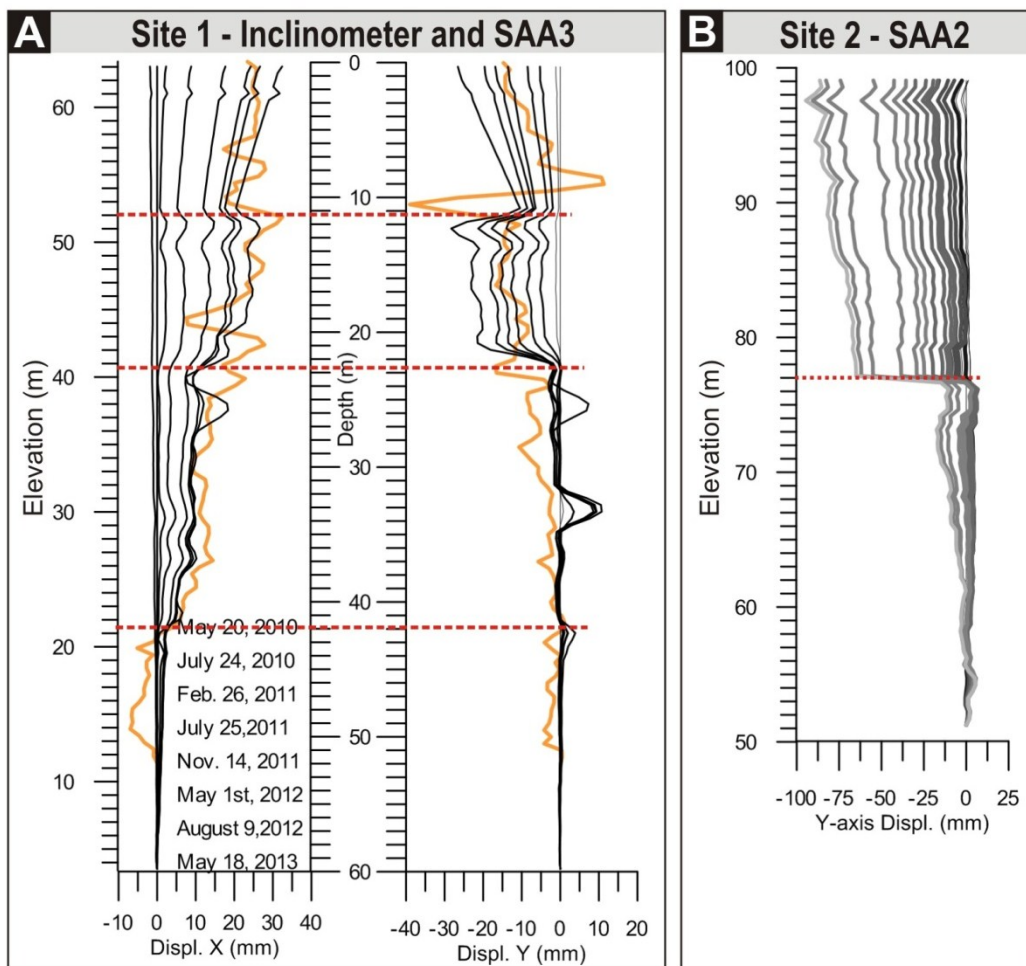 A Site 1 - Inclinometer and SAA3
B Site 2 - SAA2
Elevation (m)
60
50
40
30
20
10
May 20, 2010
July 24, 2010
Feb. 26, 2011
July 25,2011
Nov. 14, 2011
May 1st, 2012
August 9,2012
May 18, 2013
-10 0 10 20 30 40
Displ. X (mm)
Depth (m)
0
10
20
30
40
50
60
-40 -30 -20 -10 0 10 20
Displ. Y (mm)
Elevation (m)
100
90
80
70
60
50
-100 -75 -50 -25 0 25
Y-axis Displ. (mm)